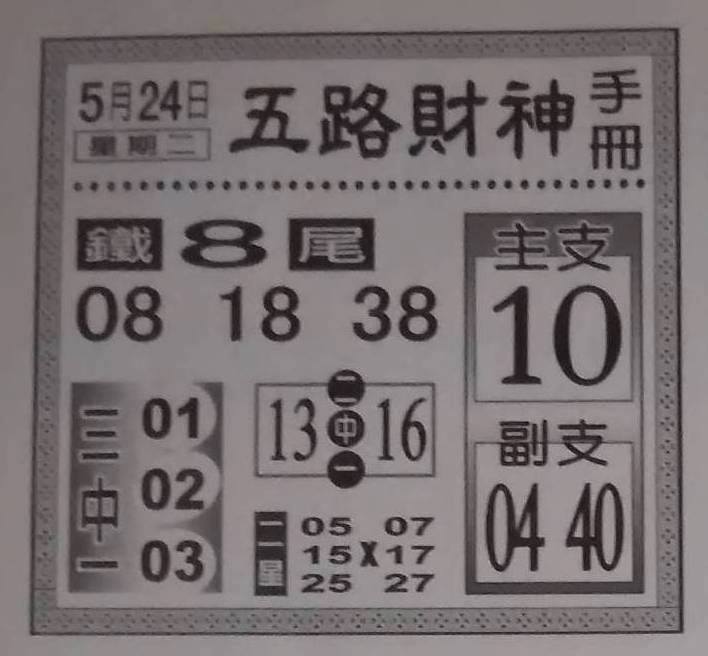 5月24日
星期二
五路財神
手冊
鐵8尾
08 18 38
主支
10
三中一
01
02
03
13 二中一 16
副支
04 40
二星
05 07
15 X 17
25 27